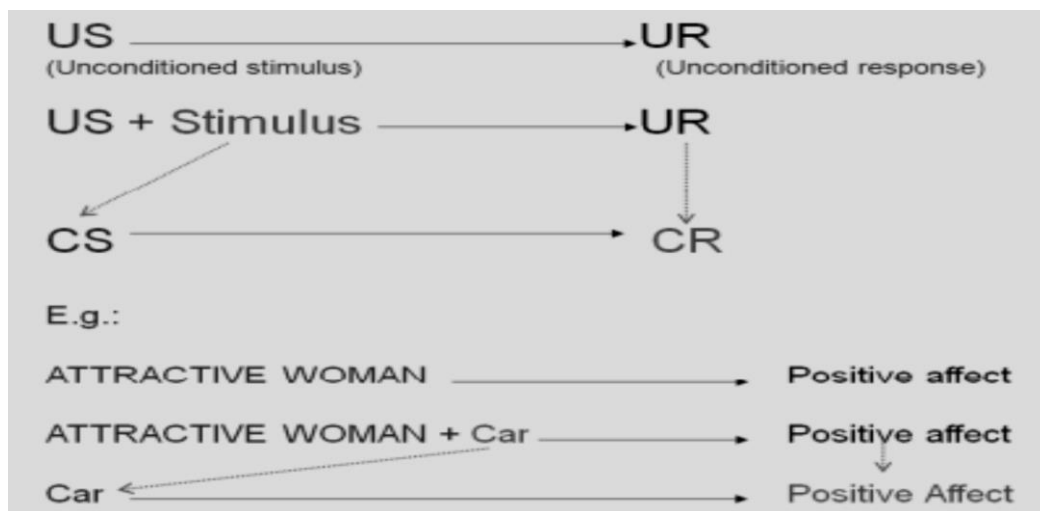 US UR
(Unconditioned stimulus) (Unconditioned response)
US + Stimulus UR
CS CR
E.g.:
ATTRACTIVE WOMAN Positive affect
ATTRACTIVE WOMAN + Car Positive affect
Car Positive Affect